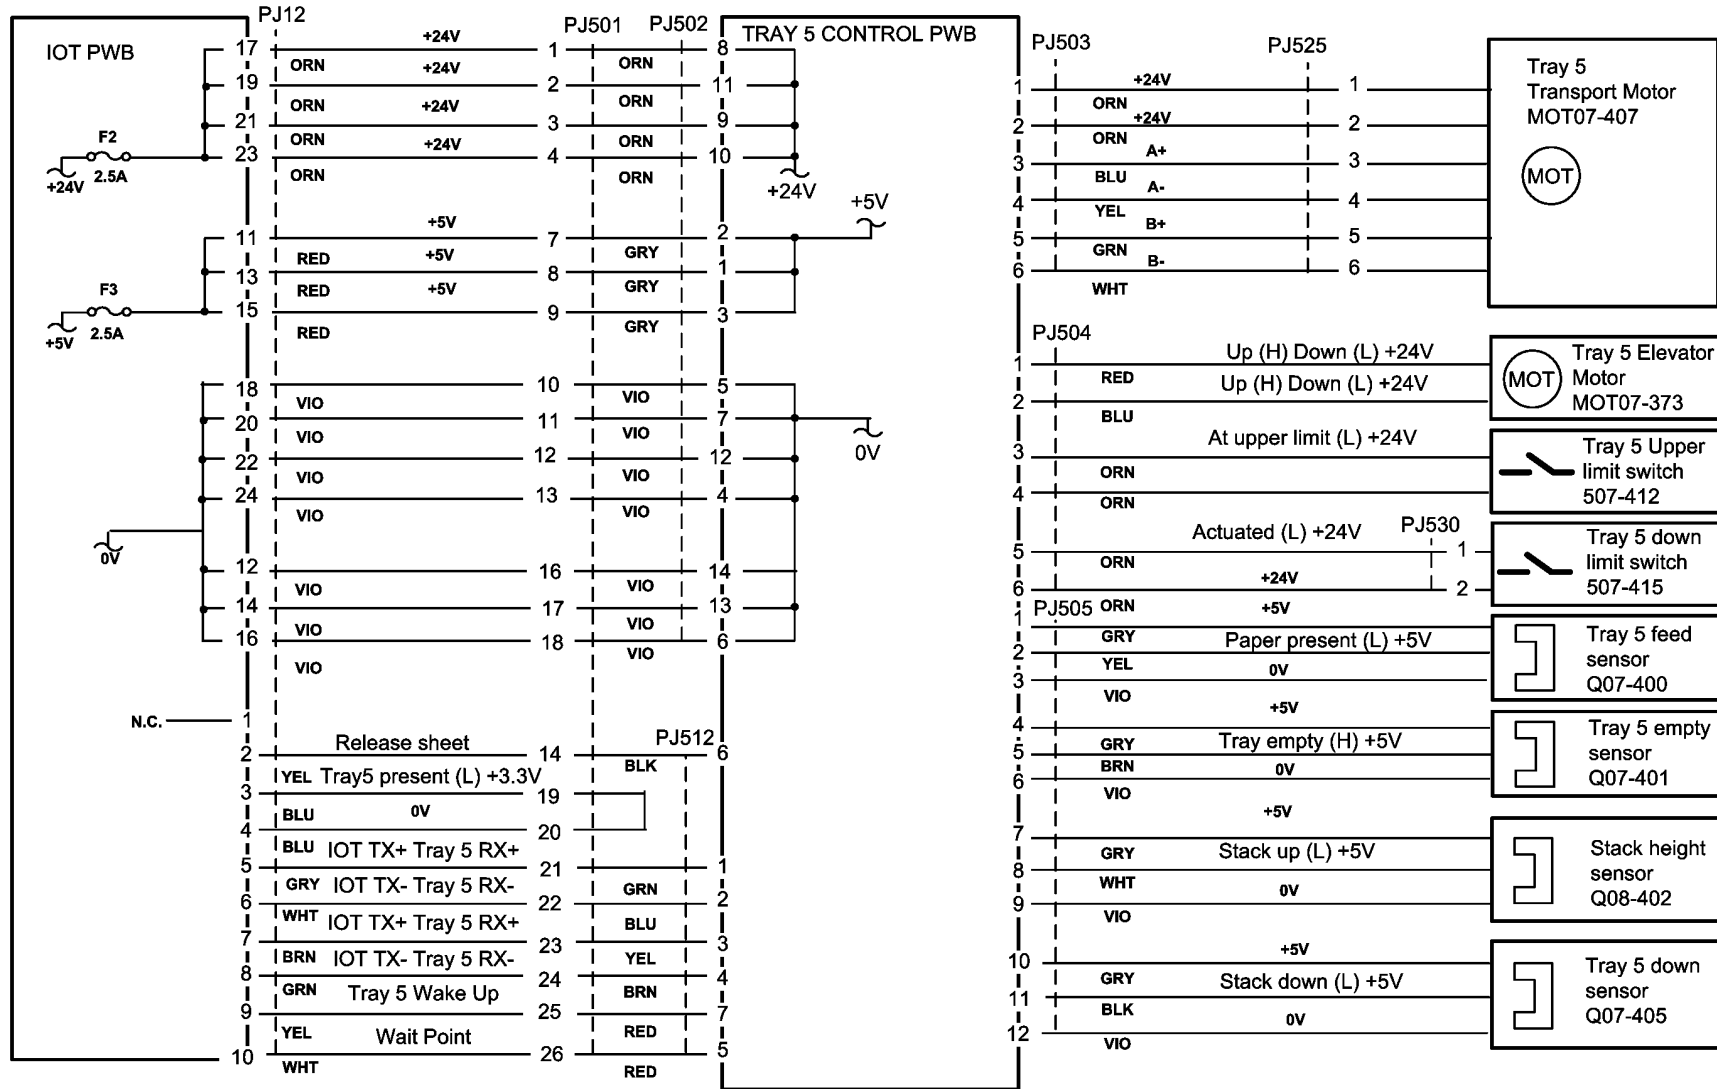 IOT PWB
PJ12
PJ501
PJ502
TRAY 5 CONTROL PWB
17 +24V 1 8
ORN ORN
19 +24V 2 11
ORN ORN
21 +24V 3 9
ORN ORN
23 +24V 4 10
ORN ORN
F2
+24V 2.5A
+24V
+5V
11 +5V 7 2
RED GRY
13 +5V 8 1
RED GRY
15 +5V 9 3
RED GRY
F3
+5V 2.5A
18 10 5
VIO VIO
20 11 7
VIO VIO
0V
22 12 12
VIO VIO
24 13 4
VIO VIO
0V
12 16 14
VIO VIO
14 17 13
VIO VIO
16 18 6
VIO VIO
N.C. 1
PJ512
2 Release sheet 14 6
YEL BLK
3 Tray5 present (L) +3.3V 19
BLU
4 0V 20
BLU
5 IOT TX+ Tray 5 RX+ 21 1
GRY GRN
6 IOT TX- Tray 5 RX- 22 2
WHT BLU
7 IOT TX+ Tray 5 RX+ 23 3
BRN YEL
8 IOT TX- Tray 5 RX- 24 4
GRN BRN
9 Tray 5 Wake Up 25 7
YEL RED
10 Wait Point 26 5
WHT RED
PJ503
PJ525
1 +24V 1
ORN
2 +24V 2
ORN
3 A+ 3
BLU
4 A- 4
YEL
5 B+ 5
GRN
6 B- 6
WHT
Tray 5
Transport Motor
MOT07-407
MOT
PJ504
1 Up (H) Down (L) +24V
RED
2 Up (H) Down (L) +24V
BLU
MOT
Tray 5 Elevator
Motor
MOT07-373
3 At upper limit (L) +24V
ORN
4
ORN
Tray 5 Upper
limit switch
507-412
PJ530
5 Actuated (L) +24V 1
ORN
6 +24V 2
ORN
Tray 5 down
limit switch
507-415
PJ505
1 +5V
GRY
2 Paper present (L) +5V
YEL
3 0V
VIO
Tray 5 feed
sensor
Q07-400
4 +5V
GRY
5 Tray empty (H) +5V
BRN
6 0V
VIO
Tray 5 empty
sensor
Q07-401
7 +5V
GRY
8 Stack up (L) +5V
WHT
9 0V
VIO
Stack height
sensor
Q08-402
10 +5V
GRY
11 Stack down (L) +5V
BLK
12 0V
VIO
Tray 5 down
sensor
Q07-405